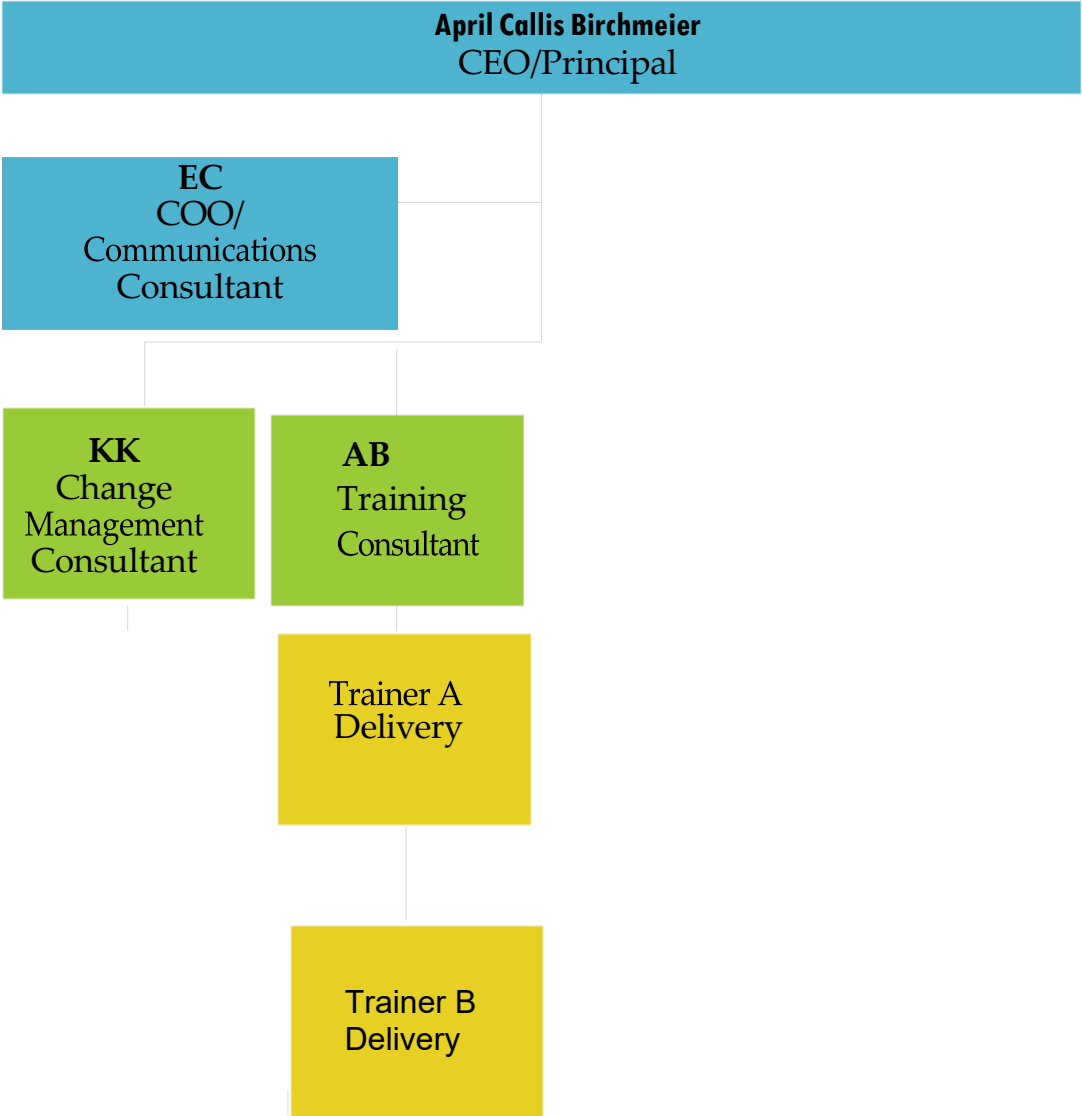 April Callis Birchmeier
CEO/Principal
EC
COO/
Communications
Consultant
KK
Change
Management
Consultant
AB
Training
Consultant
Trainer A
Delivery
Trainer B
Delivery